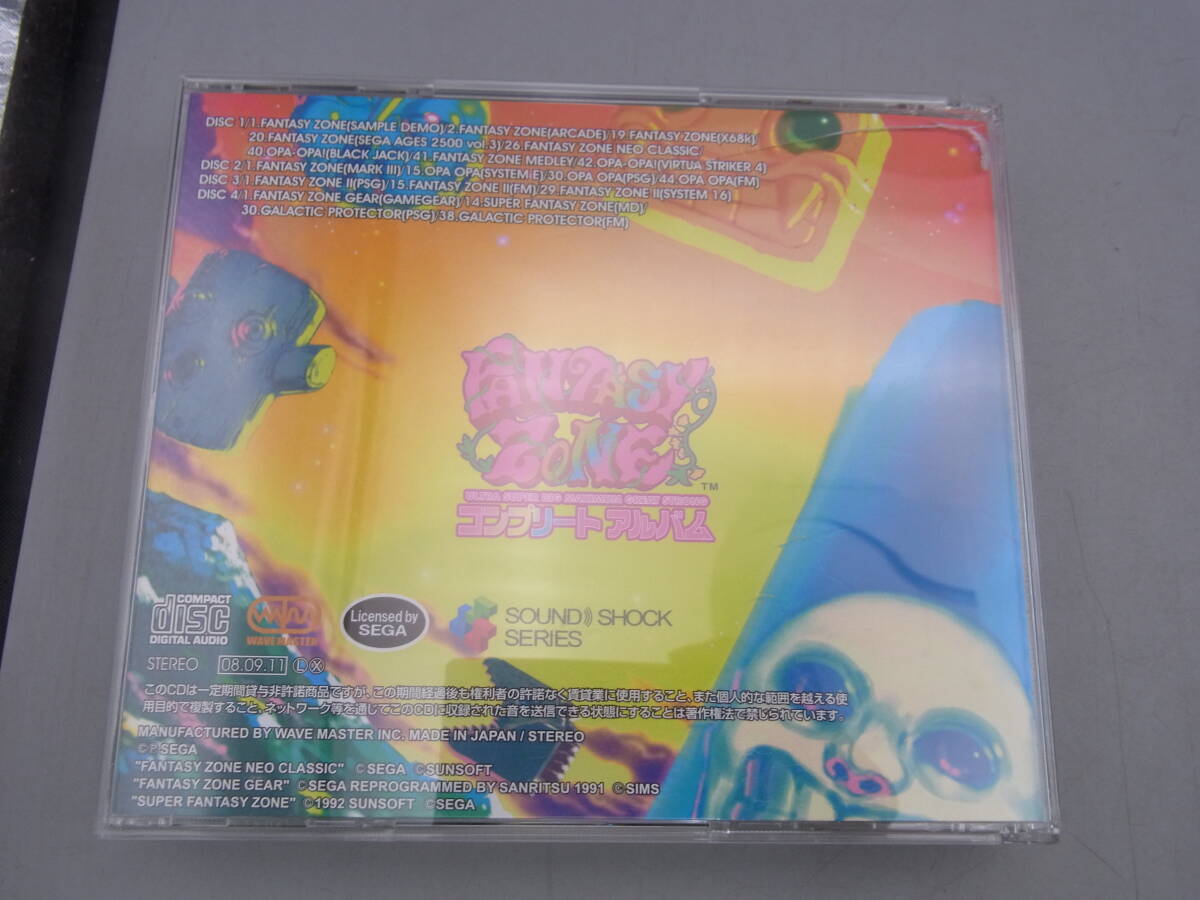 DISC 1/1.FANTASY ZONE(SAMPLE DEMO)/2.FANTASY ZONE(ARCADE)/19.FANTASY ZONE(X68k)/
20.FANTASY ZONE(SEGA AGES 2500 vol.3)/26.FANTASY ZONE NEO CLASSIC/
40.OPA-OPA!(BLACK JACK)/41.FANTASY ZONE MEDLEY/42.OPA-OPA!(VIRTUA STRIKER 4)
DISC 2/1.FANTASY ZONE(MARK III)/15.OPA OPA(SYSTEM E)/30.OPA OPA(PSG)/44.OPA OPA(FM)
DISC 3/1.FANTASY ZONE II(PSG)/15.FANTASY ZONE II(FM)/29.FANTASY ZONE II(SYSTEM 16)
DISC 4/1.FANTASY ZONE GEAR(GAMEGEAR)/14.SUPER FANTASY ZONE(MD)/
30.GALACTIC PROTECTOR(PSG)/38.GALACTIC PROTECTOR(FM)
FANTASY
ZONE
TM
ULTRA SUPER BIG MAXIMUM GREAT STRONG
コンプリート アルバム
COMPACT
disc
DIGITAL AUDIO
WAVE MASTER
Licensed by
SEGA
SOUND SHOCK
SERIES
STEREO 08.09.11 Ⓛ Ⓧ
このCDは一定期間貸与非許諾商品ですが、この期間経過後も権利者の許諾なく賃貸業に使用すること、また個人的な範囲を越える使
用目的で複製すること、ネットワーク等を通じてこのCDに収録された音を送信できる状態にすることは著作権法で禁じられています。
MANUFACTURED BY WAVE MASTER INC. MADE IN JAPAN / STEREO
©℗SEGA
"FANTASY ZONE NEO CLASSIC" ©SEGA ©SUNSOFT
"FANTASY ZONE GEAR" ©SEGA REPROGRAMMED BY SANRITSU 1991 ©SIMS
"SUPER FANTASY ZONE" ©1992 SUNSOFT ©SEGA